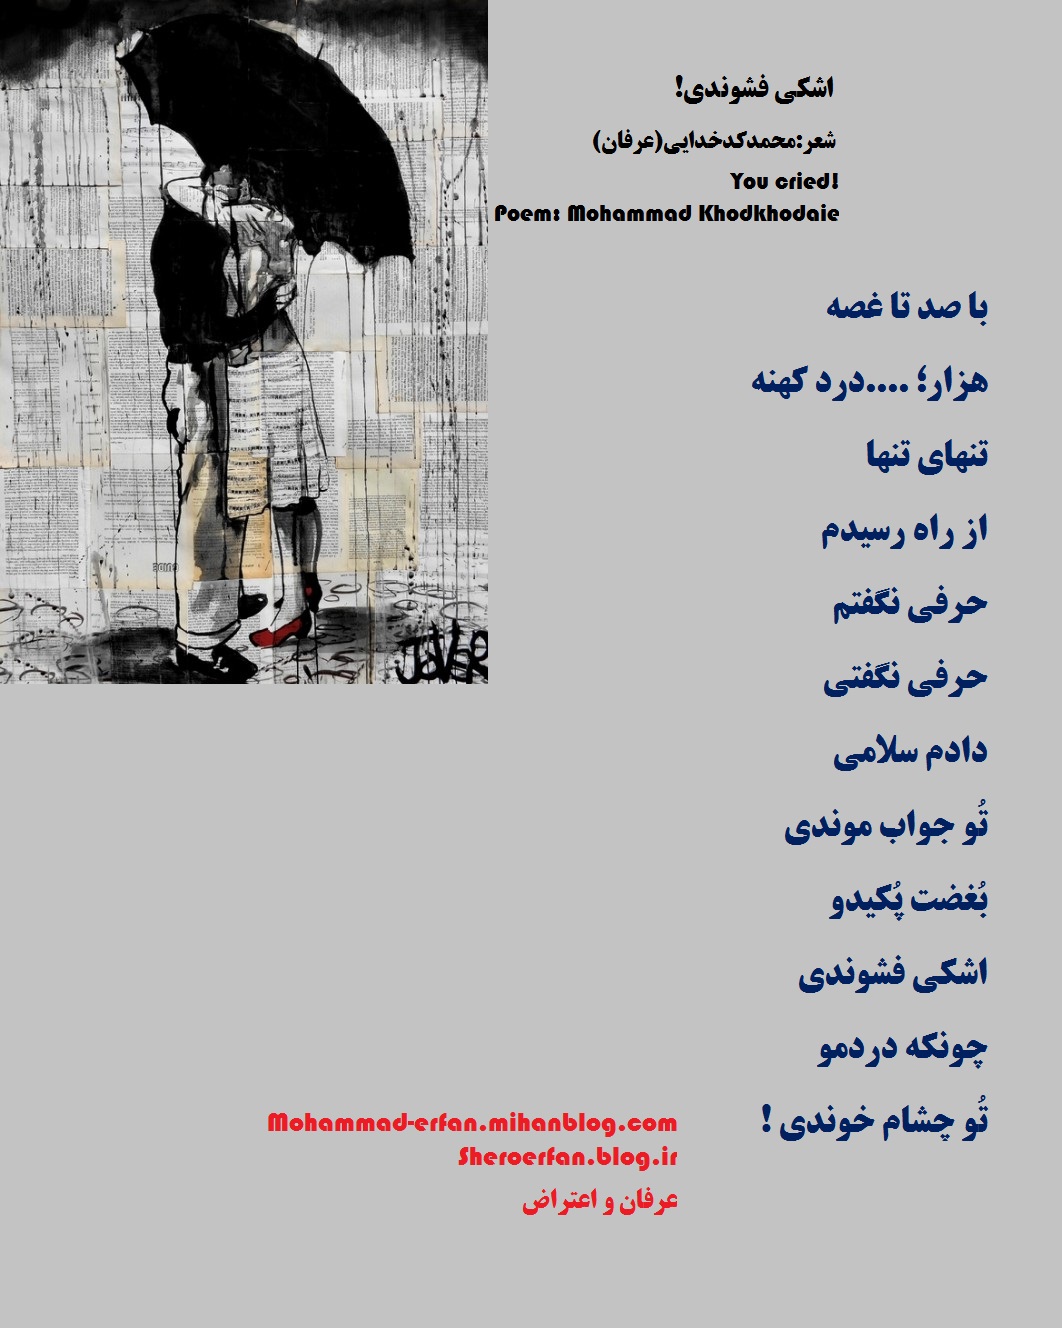 اشکی فشوندی!
شعر:محمدکدخدایی(عرفان)
You cried!
Poem: Mohammad Khodkhodaie
با صد تا غصه
هزار؛ ....درد کهنه
تنهای تنها
از راه رسیدم
حرفی نگفتم
حرفی نگفتی
دادم سلامی
تُو جواب موندی
بُغضت پُکیدو
اشکی فشوندی
چونکه دردمو
تُو چشام خوندی !
Mohammad-erfan.mihanblog.com
Sheroerfan.blog.ir
عرفان و اعتراض